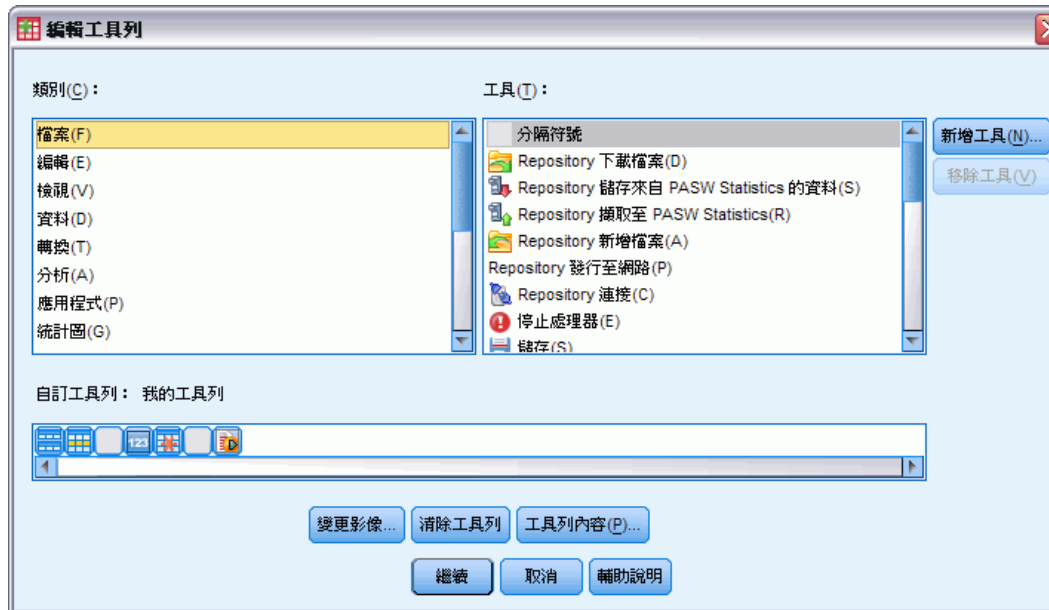 編輯工具列
類別(C)：
工具(T)：
檔案(F)
編輯(E)
檢視(V)
資料(D)
轉換(T)
分析(A)
應用程式(P)
統計圖(G)
分隔符號
Repository 下載檔案(D)
Repository 儲存來自 PASW Statistics 的資料(S)
Repository 擷取至 PASW Statistics(R)
Repository 新增檔案(A)
Repository 發行至網路(P)
Repository 連接(C)
停止處理器(E)
儲存(S)
新增工具(N)...
移除工具(V)
自訂工具列： 我的工具列
123
變更影像... 清除工具列 工具列內容(P)...
繼續 取消 輔助說明